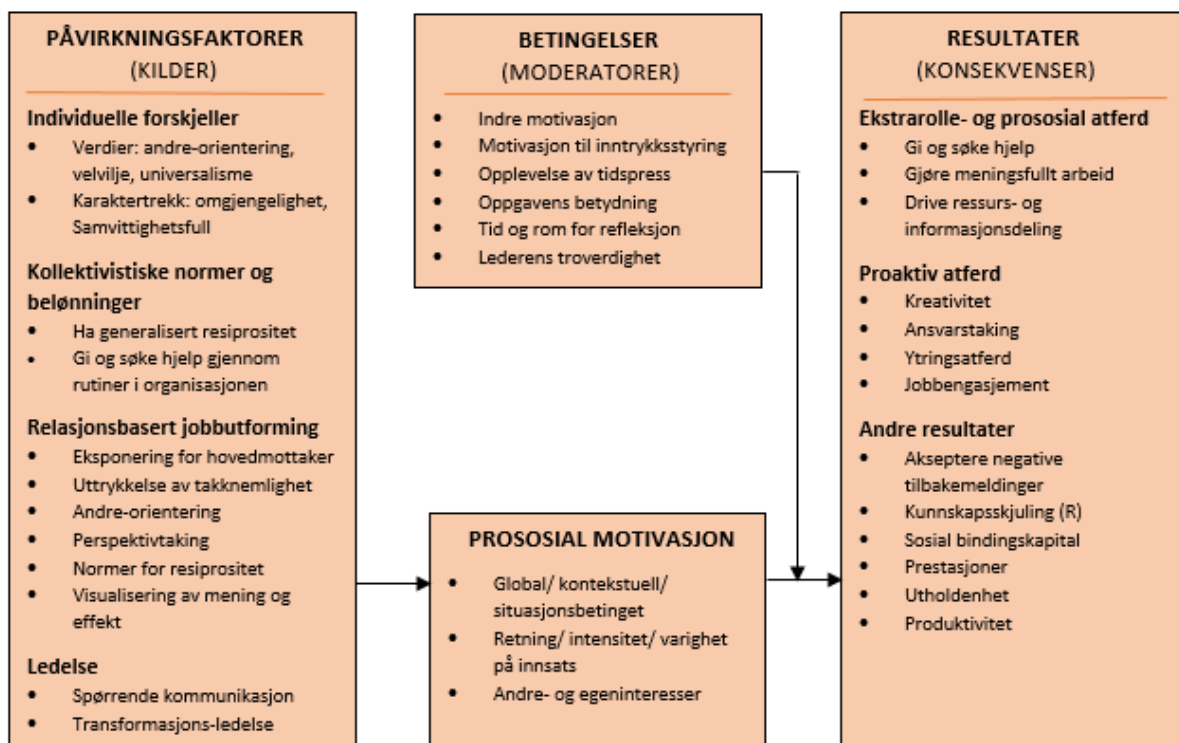 PÅVIRKNINGSFAKTORER
(KILDER)
Individuelle forskjeller
• Verdier: andre-orientering,
velvilje, universalisme
• Karaktertrekk: omgjengelighet,
Samvittighetsfull
Kollektivistiske normer og
belønninger
• Ha generalisert resiprositet
• Gi og søke hjelp gjennom
rutiner i organisasjonen
Relasjonsbasert jobbutforming
• Eksponering for hovedmottaker
• Uttrykkelse av takknemlighet
• Andre-orientering
• Perspektivtaking
• Normer for resiprositet
• Visualisering av mening og
effekt
Ledelse
• Spørrende kommunikasjon
• Transformasjons-ledelse
BETINGELSER
(MODERATORER)
• Indre motivasjon
• Motivasjon til inntrykksstyring
• Opplevelse av tidspress
• Oppgavens betydning
• Tid og rom for refleksjon
• Lederens troverdighet
PROSOSIAL MOTIVASJON
• Global/ kontekstuell/
situasjonsbetinget
• Retning/ intensitet/ varighet
på innsats
• Andre- og egeninteresser
RESULTATER
(KONSEKVENSER)
Ekstrarolle- og prososial atferd
• Gi og søke hjelp
• Gjøre meningsfullt arbeid
• Drive ressurs- og
informasjonsdeling
Proaktiv atferd
• Kreativitet
• Ansvarstaking
• Ytringsatferd
• Jobbengasjement
Andre resultater
• Akseptere negative
tilbakemeldinger
• Kunnskapsskjuling (R)
• Sosial bindingskapital
• Prestasjoner
• Utholdenhet
• Produktivitet